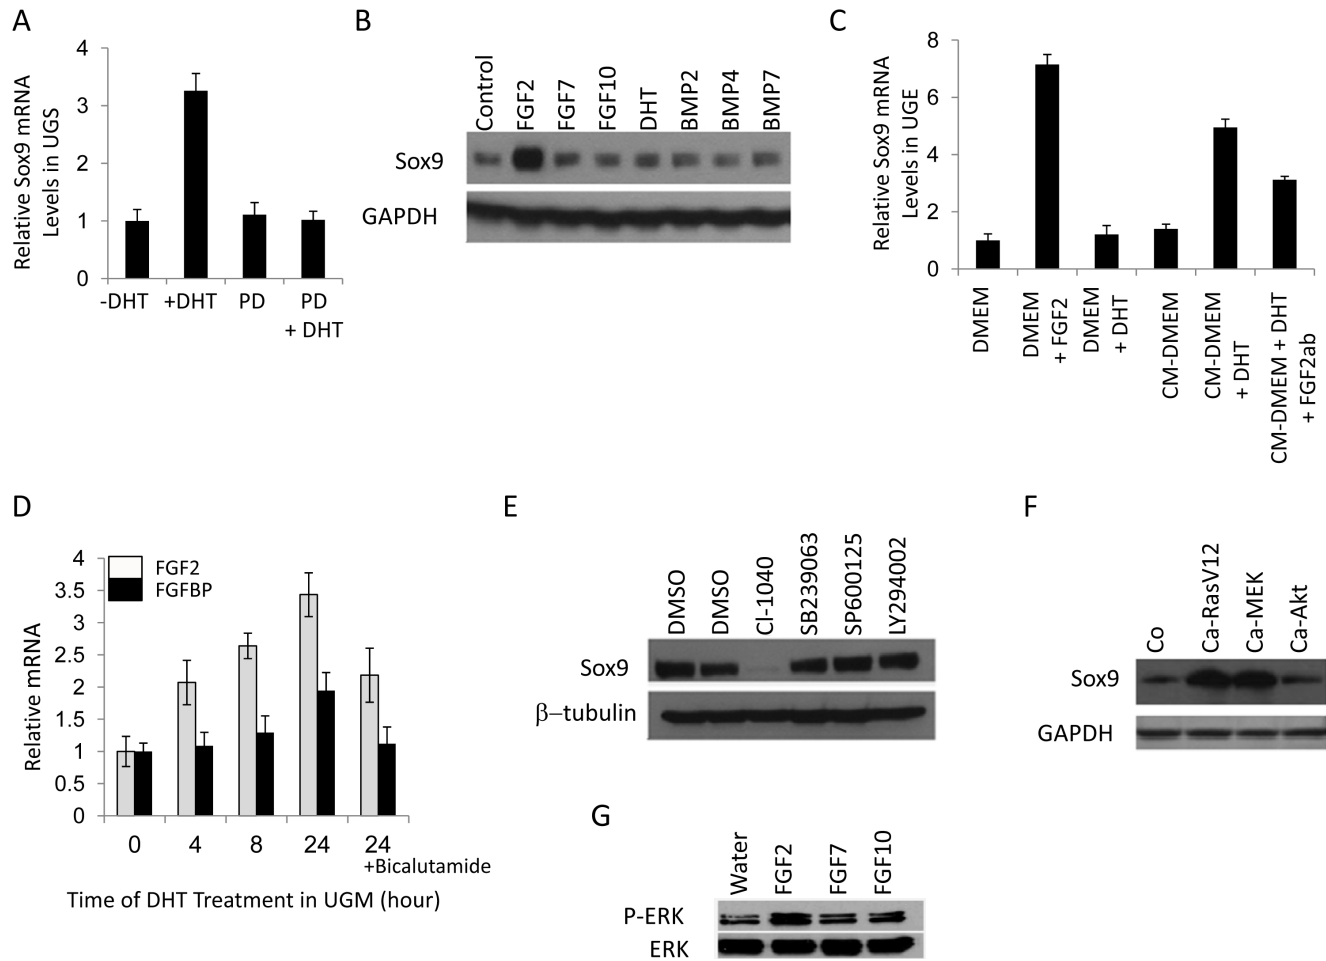 A
Relative Sox9 mRNA
Levels in UGS
4
3
2
1
0
-DHT
+DHT
PD
PD
+ DHT
B
Control
FGF2
FGF7
FGF10
DHT
BMP2
BMP4
BMP7
Sox9
GAPDH
C
Relative Sox9 mRNA
Levels in UGE
8
6
4
2
0
DMEM
DMEM
+ FGF2
DMEM
+ DHT
CM-DMEM
CM-DMEM
+ DHT
CM-DMEM + DHT
+ FGF2ab
D
Relative mRNA
4
3.5
3
2.5
2
1.5
1
0.5
0
FGF2
FGFBP
0
4
8
24
24
+Bicalutamide
Time of DHT Treatment in UGM (hour)
E
DMSO
DMSO
CI-1040
SB239063
SP600125
LY294002
Sox9
β−tubulin
F
Co
Ca-RasV12
Ca-MEK
Ca-Akt
Sox9
GAPDH
G
Water
FGF2
FGF7
FGF10
P-ERK
ERK